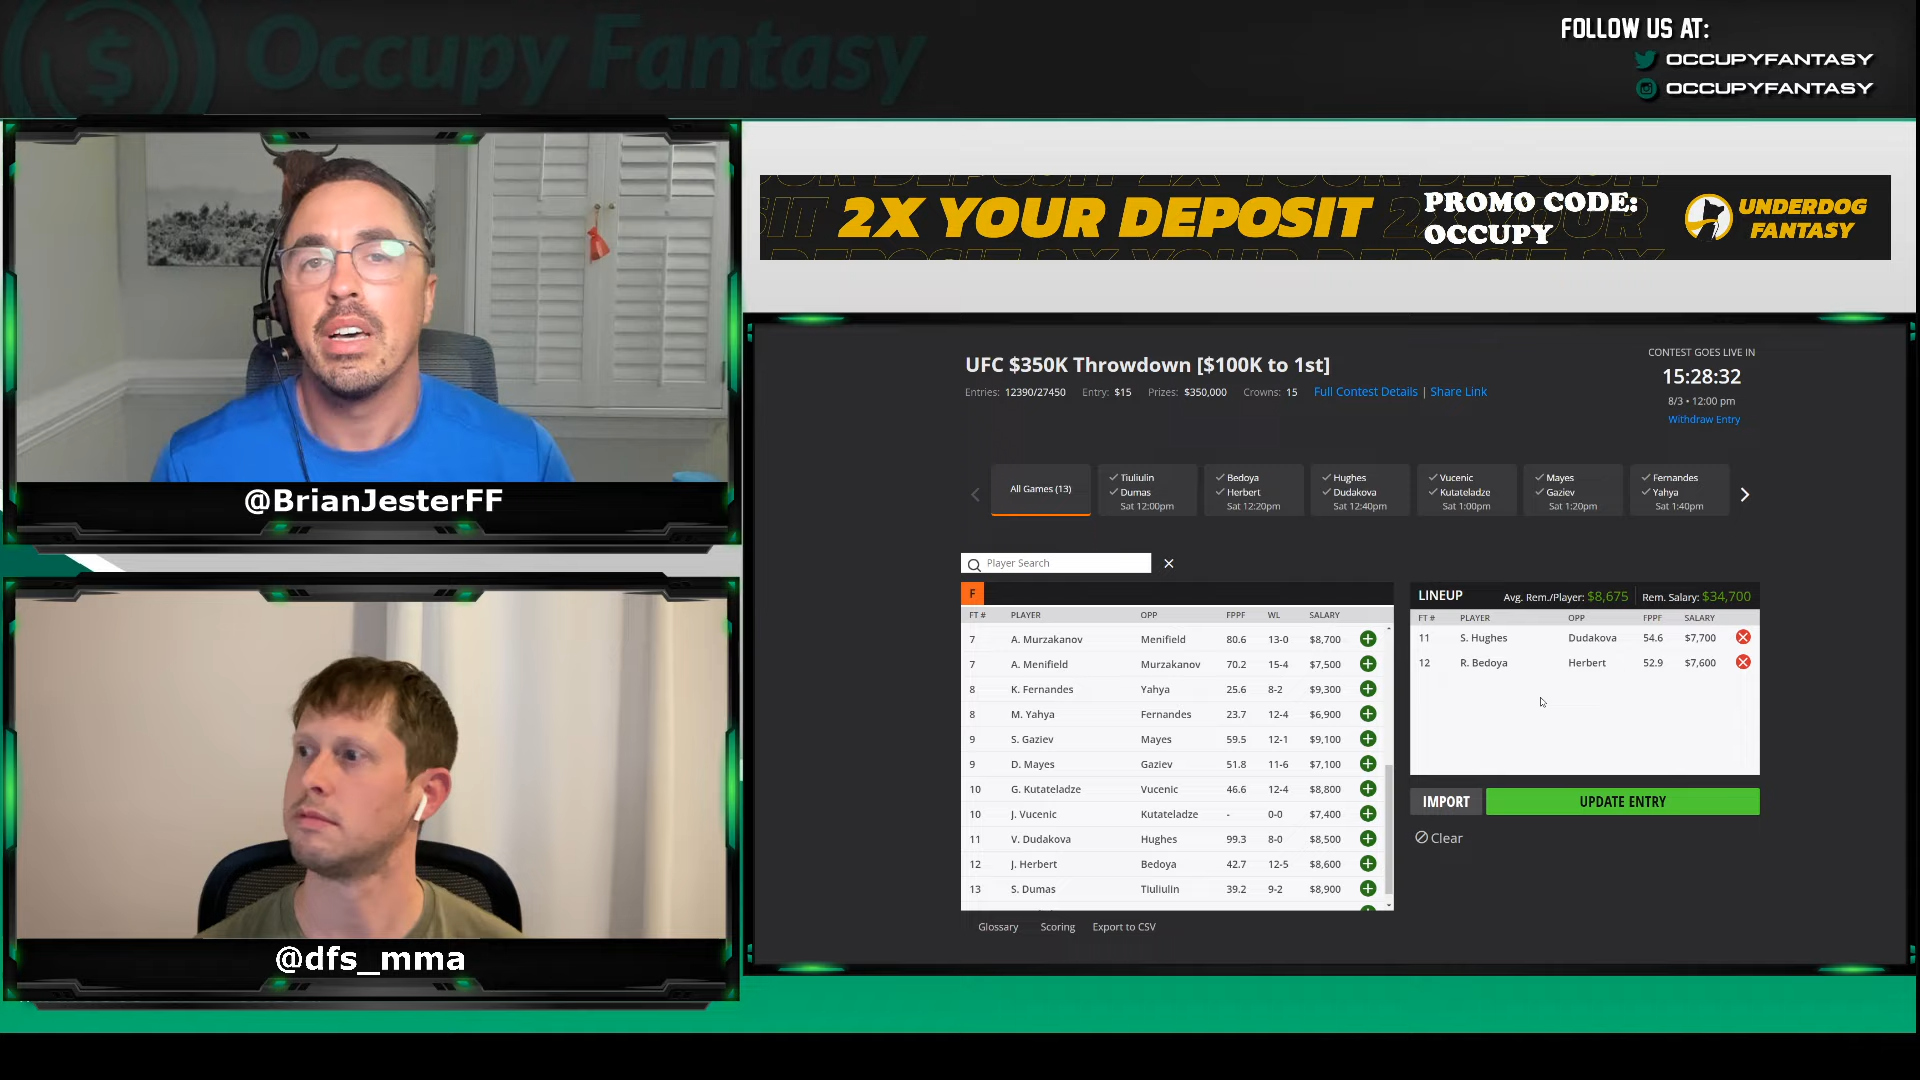 Occupy Fantasy
FOLLOW US AT:
OCCUPYFANTASY
OCCUPYFANTASY
2X YOUR DEPOSIT
PROMO CODE:
OCCUPY
UNDERDOG
FANTASY
@BrianJesterFF
@dfs_mma
UFC $350K Throwdown [$100K to 1st]
Entries: 12390/27450 Entry: $15 Prizes: $350,000 Crowns: 15 Full Contest Details | Share Link
CONTEST GOES LIVE IN
15:28:32
8/3 • 12:00 pm
Withdraw Entry
All Games (13)
Tiuliulin
Dumas
Sat 12:00pm
Bedoya
Herbert
Sat 12:20pm
Hughes
Dudakova
Sat 12:40pm
Vucenic
Kutateladze
Sat 1:00pm
Mayes
Gaziev
Sat 1:20pm
Fernandes
Yahya
Sat 1:40pm
Player Search
F
FT # PLAYER OPP FPPF WL SALARY
7 A. Murzakanov Menifield 80.6 13-0 $8,700
7 A. Menifield Murzakanov 70.2 15-4 $7,500
8 K. Fernandes Yahya 25.6 8-2 $9,300
8 M. Yahya Fernandes 23.7 12-4 $6,900
9 S. Gaziev Mayes 59.5 12-1 $9,100
9 D. Mayes Gaziev 51.8 11-6 $7,100
10 G. Kutateladze Vucenic 46.6 12-4 $8,800
10 J. Vucenic Kutateladze - 0-0 $7,400
11 V. Dudakova Hughes 99.3 8-0 $8,500
12 J. Herbert Bedoya 42.7 12-5 $8,600
13 S. Dumas Tiuliulin 39.2 9-2 $8,900
Glossary Scoring Export to CSV
LINEUP Avg. Rem./Player: $8,675 Rem. Salary: $34,700
FT # PLAYER OPP FPPF SALARY
11 S. Hughes Dudakova 54.6 $7,700
12 R. Bedoya Herbert 52.9 $7,600
IMPORT UPDATE ENTRY
Clear